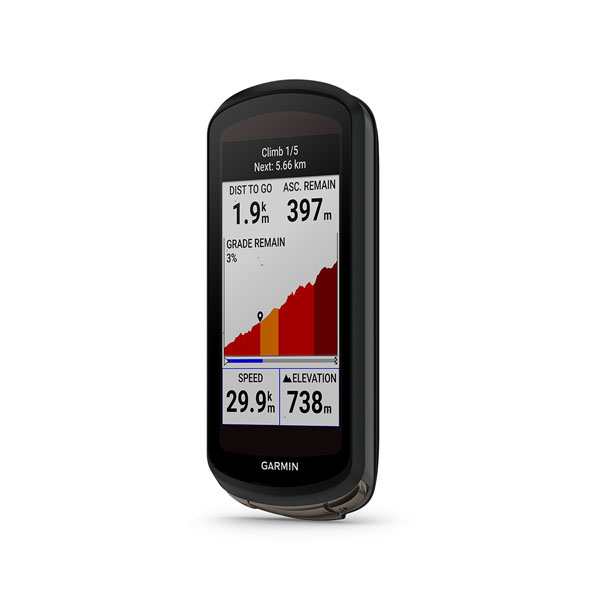 Climb 1/5
Next: 5.66 km
DIST TO GO ASC. REMAIN
1.9 km 397 m
GRADE REMAIN
3%
SPEED ELEVATION
29.9 km 738 m
GARMIN